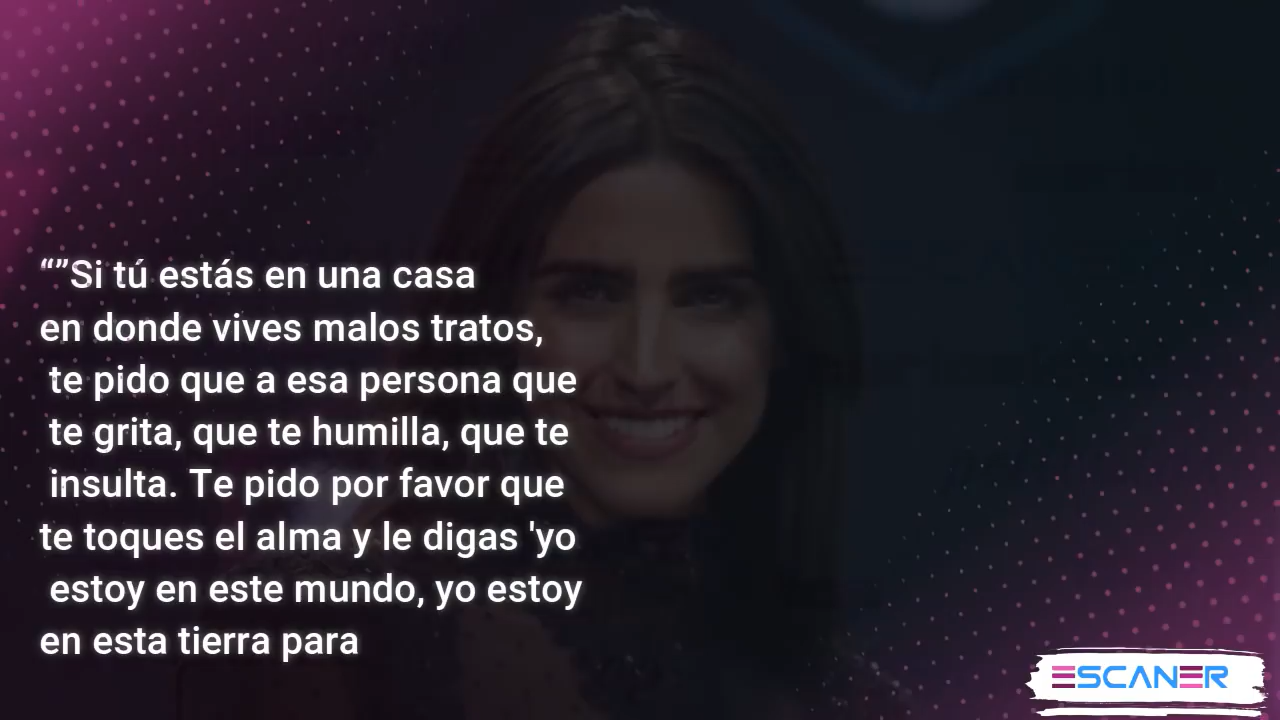 “”Si tú estás en una casa
en donde vives malos tratos,
te pido que a esa persona que
te grita, que te humilla, que te
insulta. Te pido por favor que
te toques el alma y le digas 'yo
estoy en este mundo, yo estoy
en esta tierra para
ESCANER